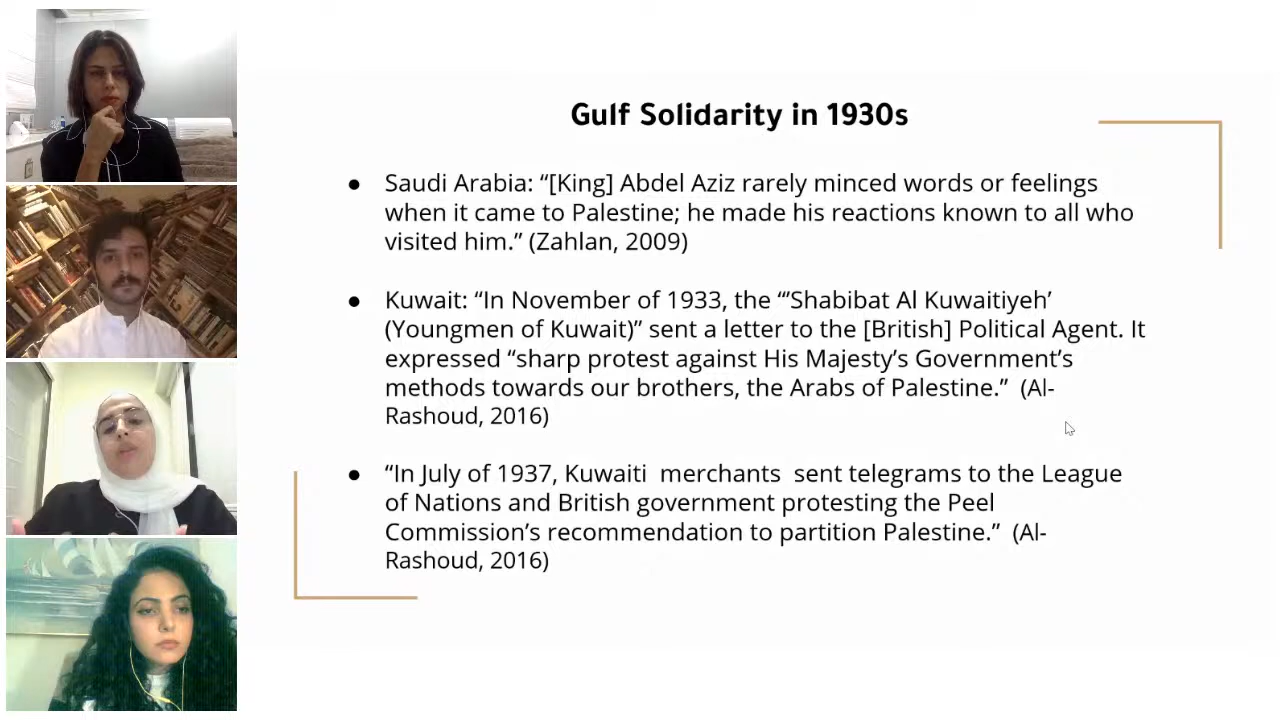 Gulf Solidarity in 1930s
● Saudi Arabia: “[King] Abdel Aziz rarely minced words or feelings
when it came to Palestine; he made his reactions known to all who
visited him.” (Zahlan, 2009)
● Kuwait: “In November of 1933, the “‘Shabibat Al Kuwaitiyeh’
(Youngmen of Kuwait)” sent a letter to the [British] Political Agent. It
expressed “sharp protest against His Majesty’s Government’s
methods towards our brothers, the Arabs of Palestine.” (Al-
Rashoud, 2016)
● “In July of 1937, Kuwaiti merchants sent telegrams to the League
of Nations and British government protesting the Peel
Commission’s recommendation to partition Palestine.” (Al-
Rashoud, 2016)